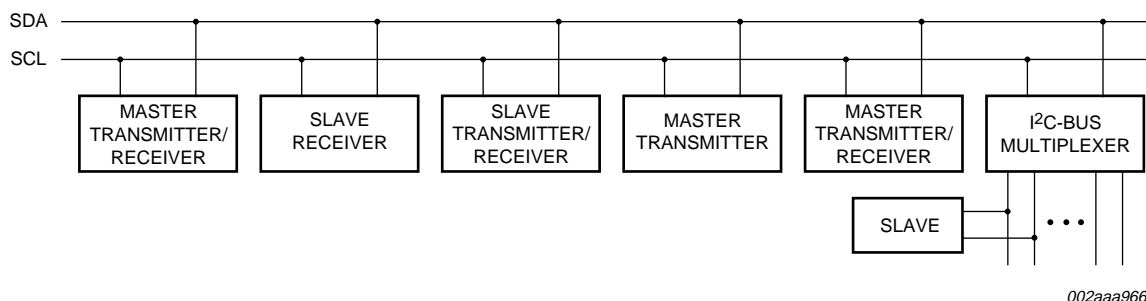 SDA
SCL
MASTER
TRANSMITTER/
RECEIVER
SLAVE
RECEIVER
SLAVE
TRANSMITTER/
RECEIVER
MASTER
TRANSMITTER
MASTER
TRANSMITTER/
RECEIVER
I²C-BUS
MULTIPLEXER
SLAVE
002aaa966